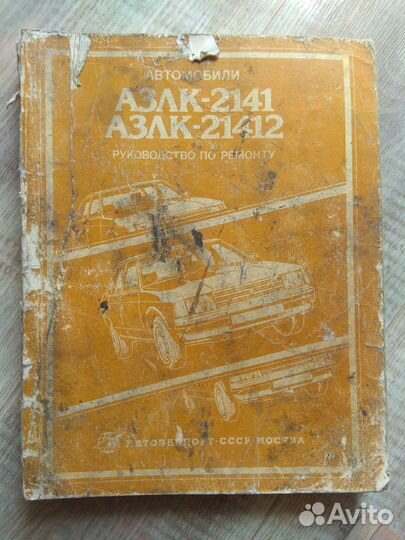 АВТОМОБИЛИ
АЗЛК-2141
АЗЛК-21412
РУКОВОДСТВО ПО РЕМОНТУ
АВТОЭКСПОРТ·СССР·МОСКВА
Avito